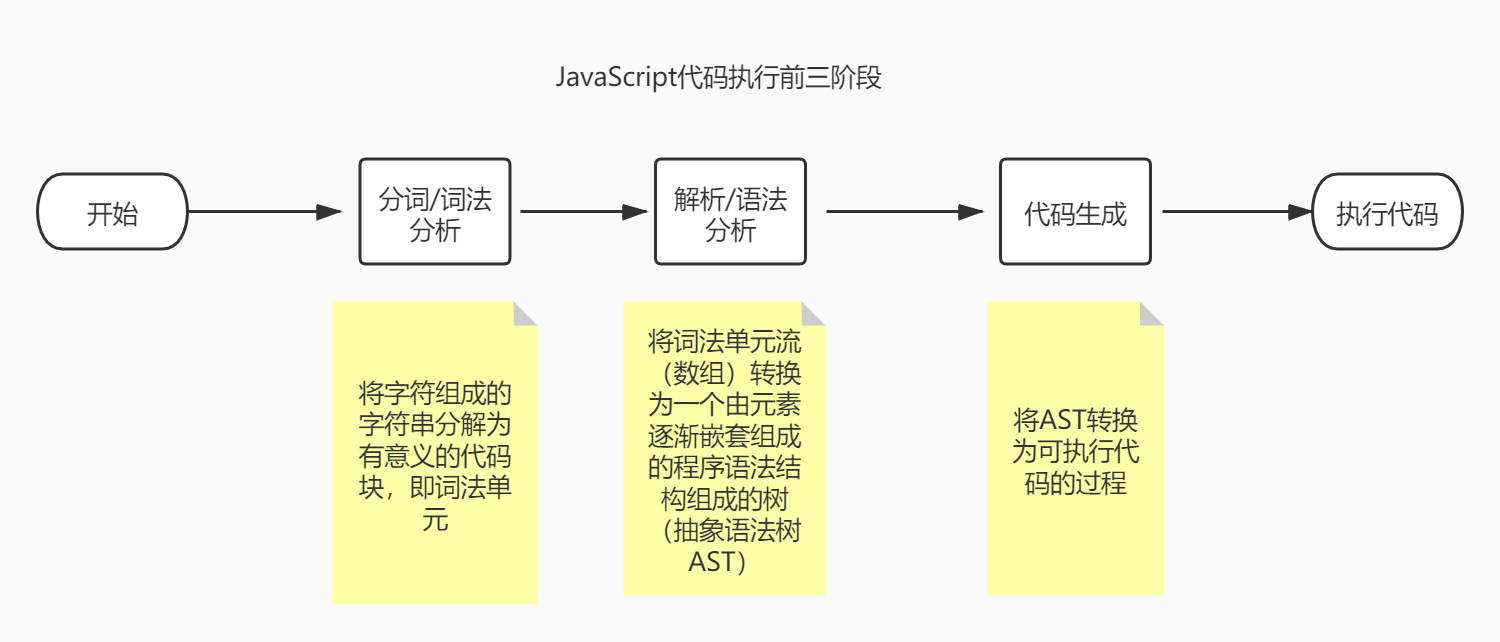 JavaScript代码执行前三阶段
开始
分词/词法
分析
解析/语法
分析
代码生成
执行代码
将字符组成的
字符串分解为
有意义的代码
块，即词法单
元
将词法单元流
（数组）转换
为一个由元素
逐渐嵌套组成
的程序语法结
构组成的树
（抽象语法树
AST）
将AST转换
为可执行代
码的过程